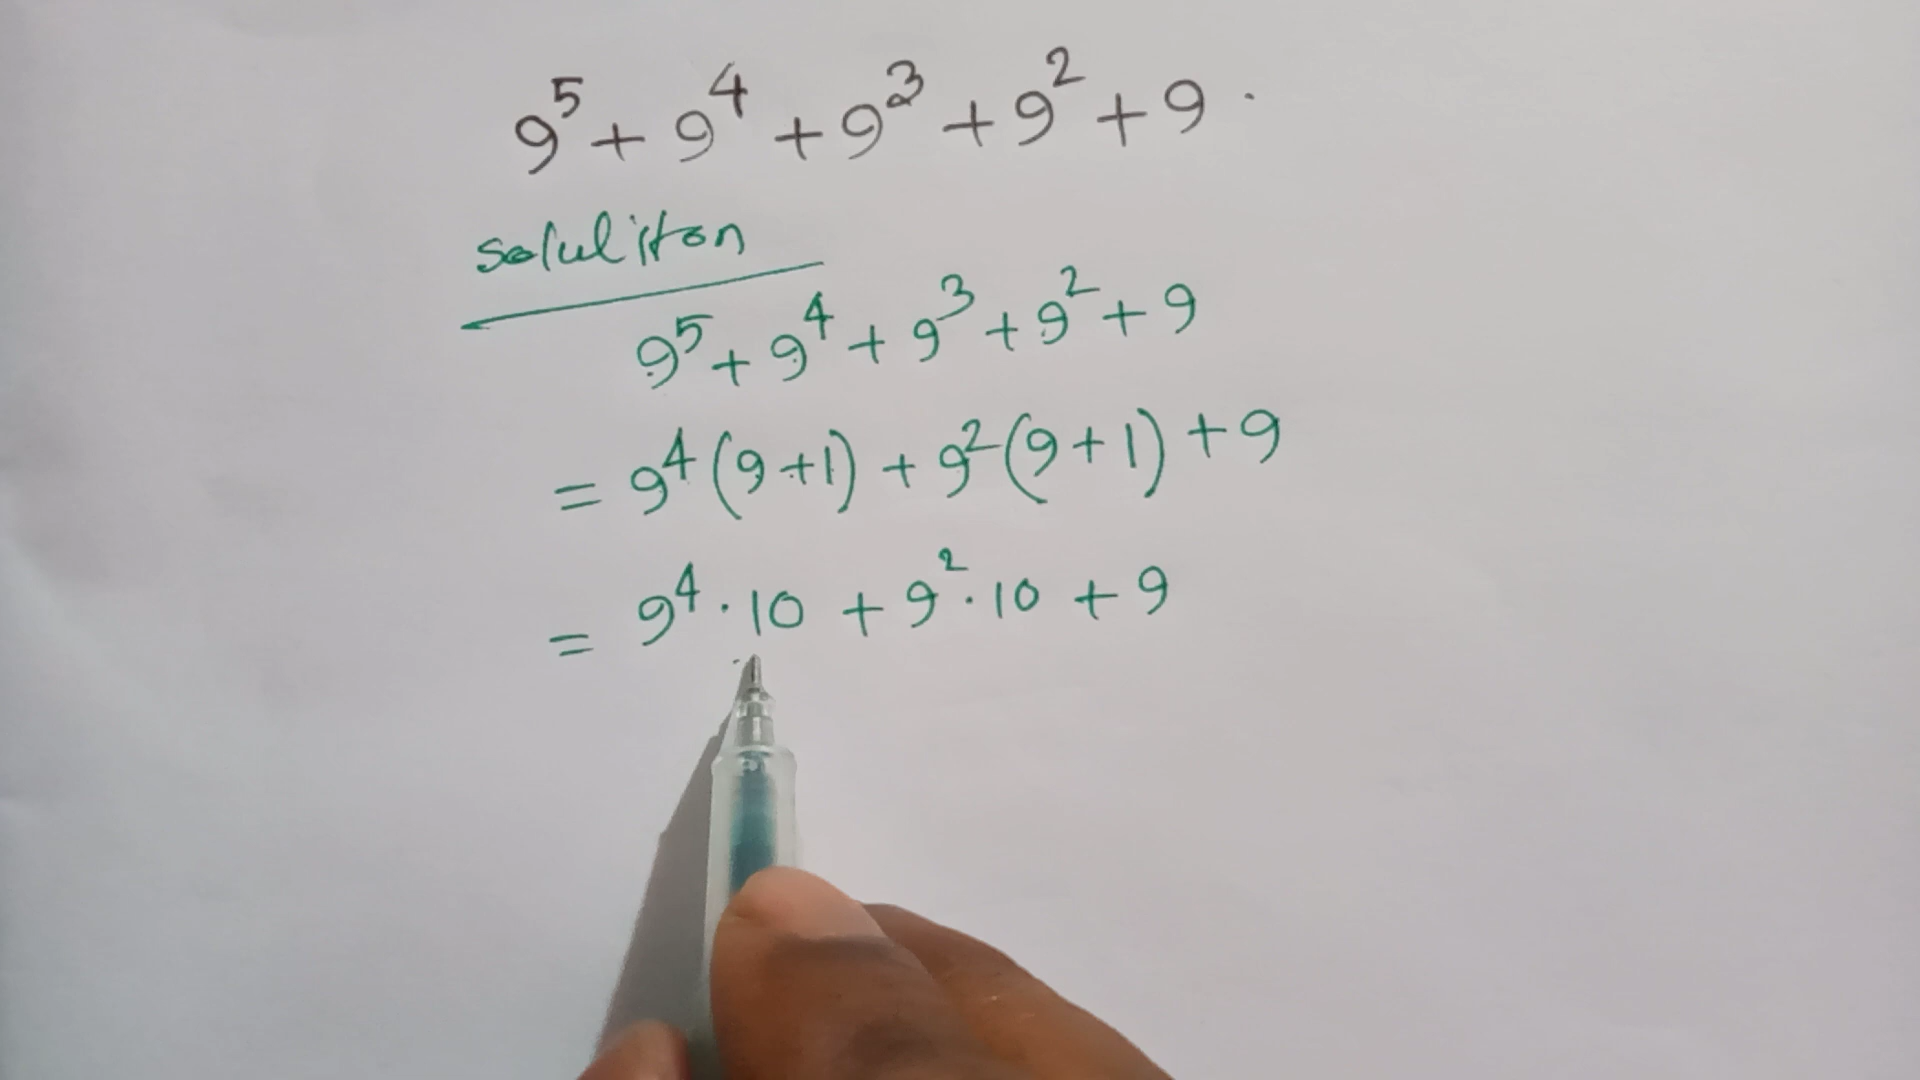 9⁵ + 9⁴ + 9³ + 9² + 9 .
soluliton
9⁵ + 9⁴ + 9³ + 9² + 9
= 9⁴(9+1) + 9²(9+1) + 9
= 9⁴ · 10 + 9² · 10 + 9